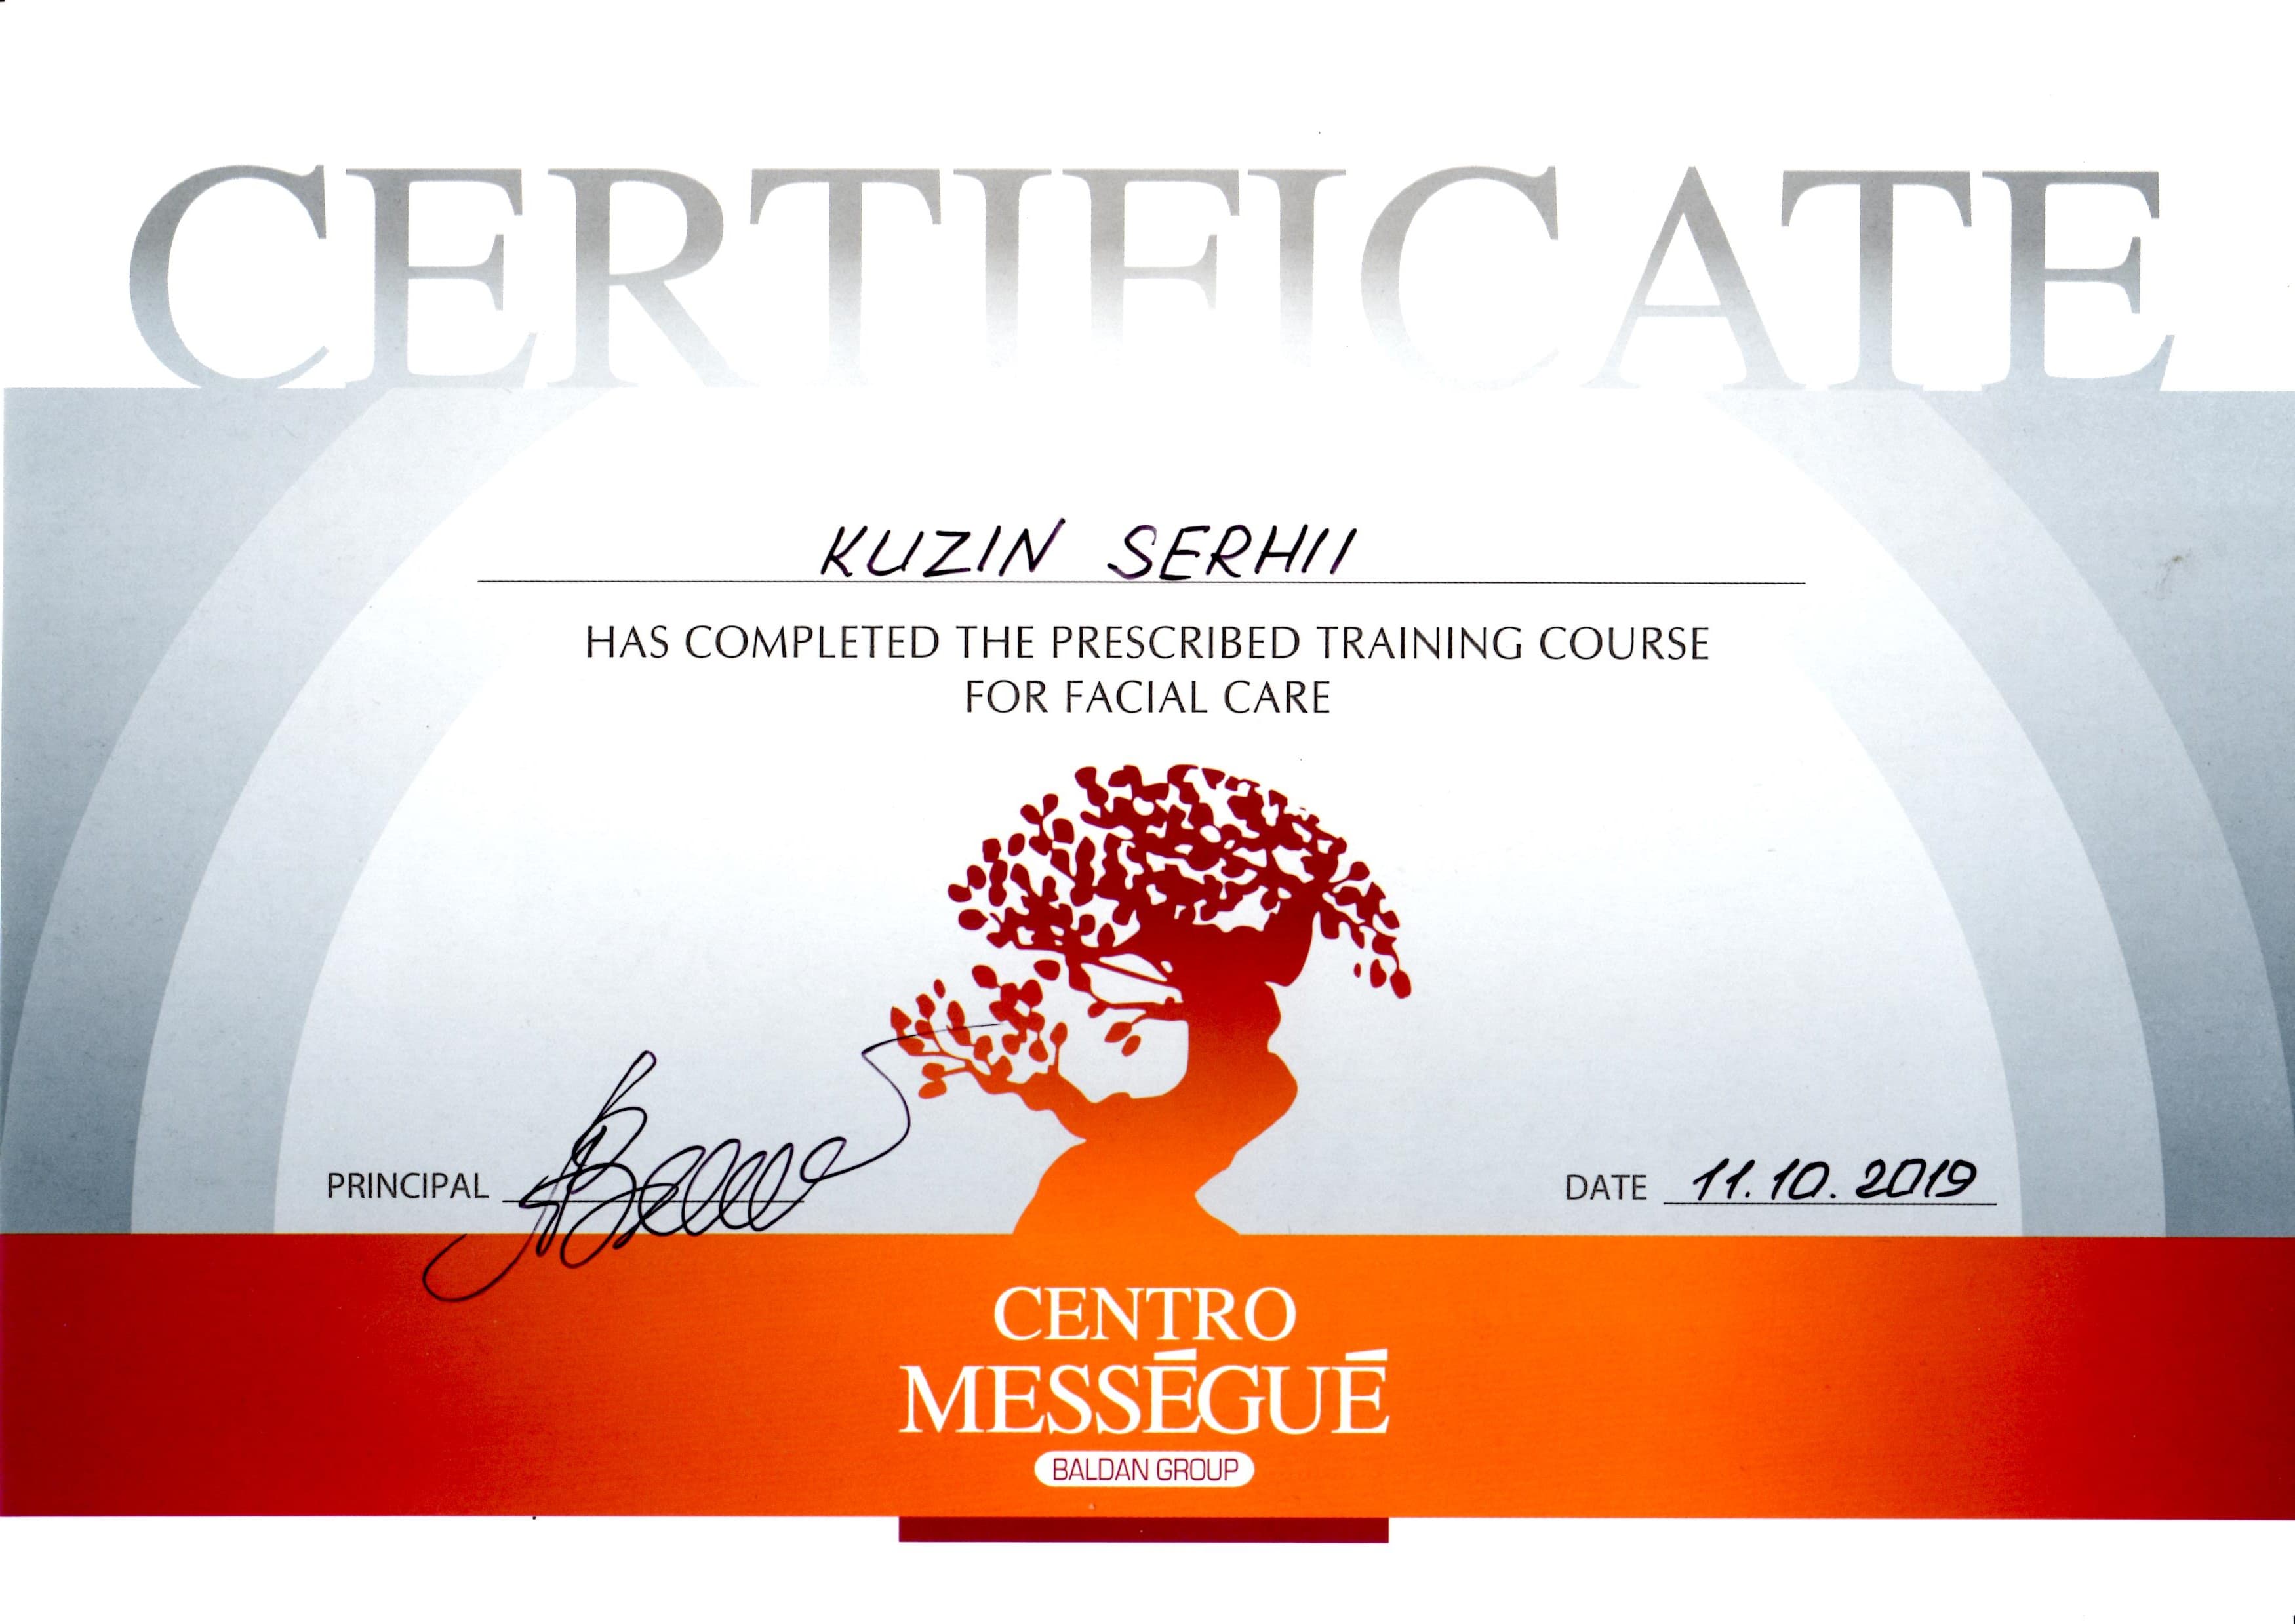 CERTIFICATE
KUZIN SERHII
HAS COMPLETED THE PRESCRIBED TRAINING COURSE
FOR FACIAL CARE
PRINCIPAL
DATE 11.10.2019
CENTRO
MESSÉGUÉ
BALDAN GROUP